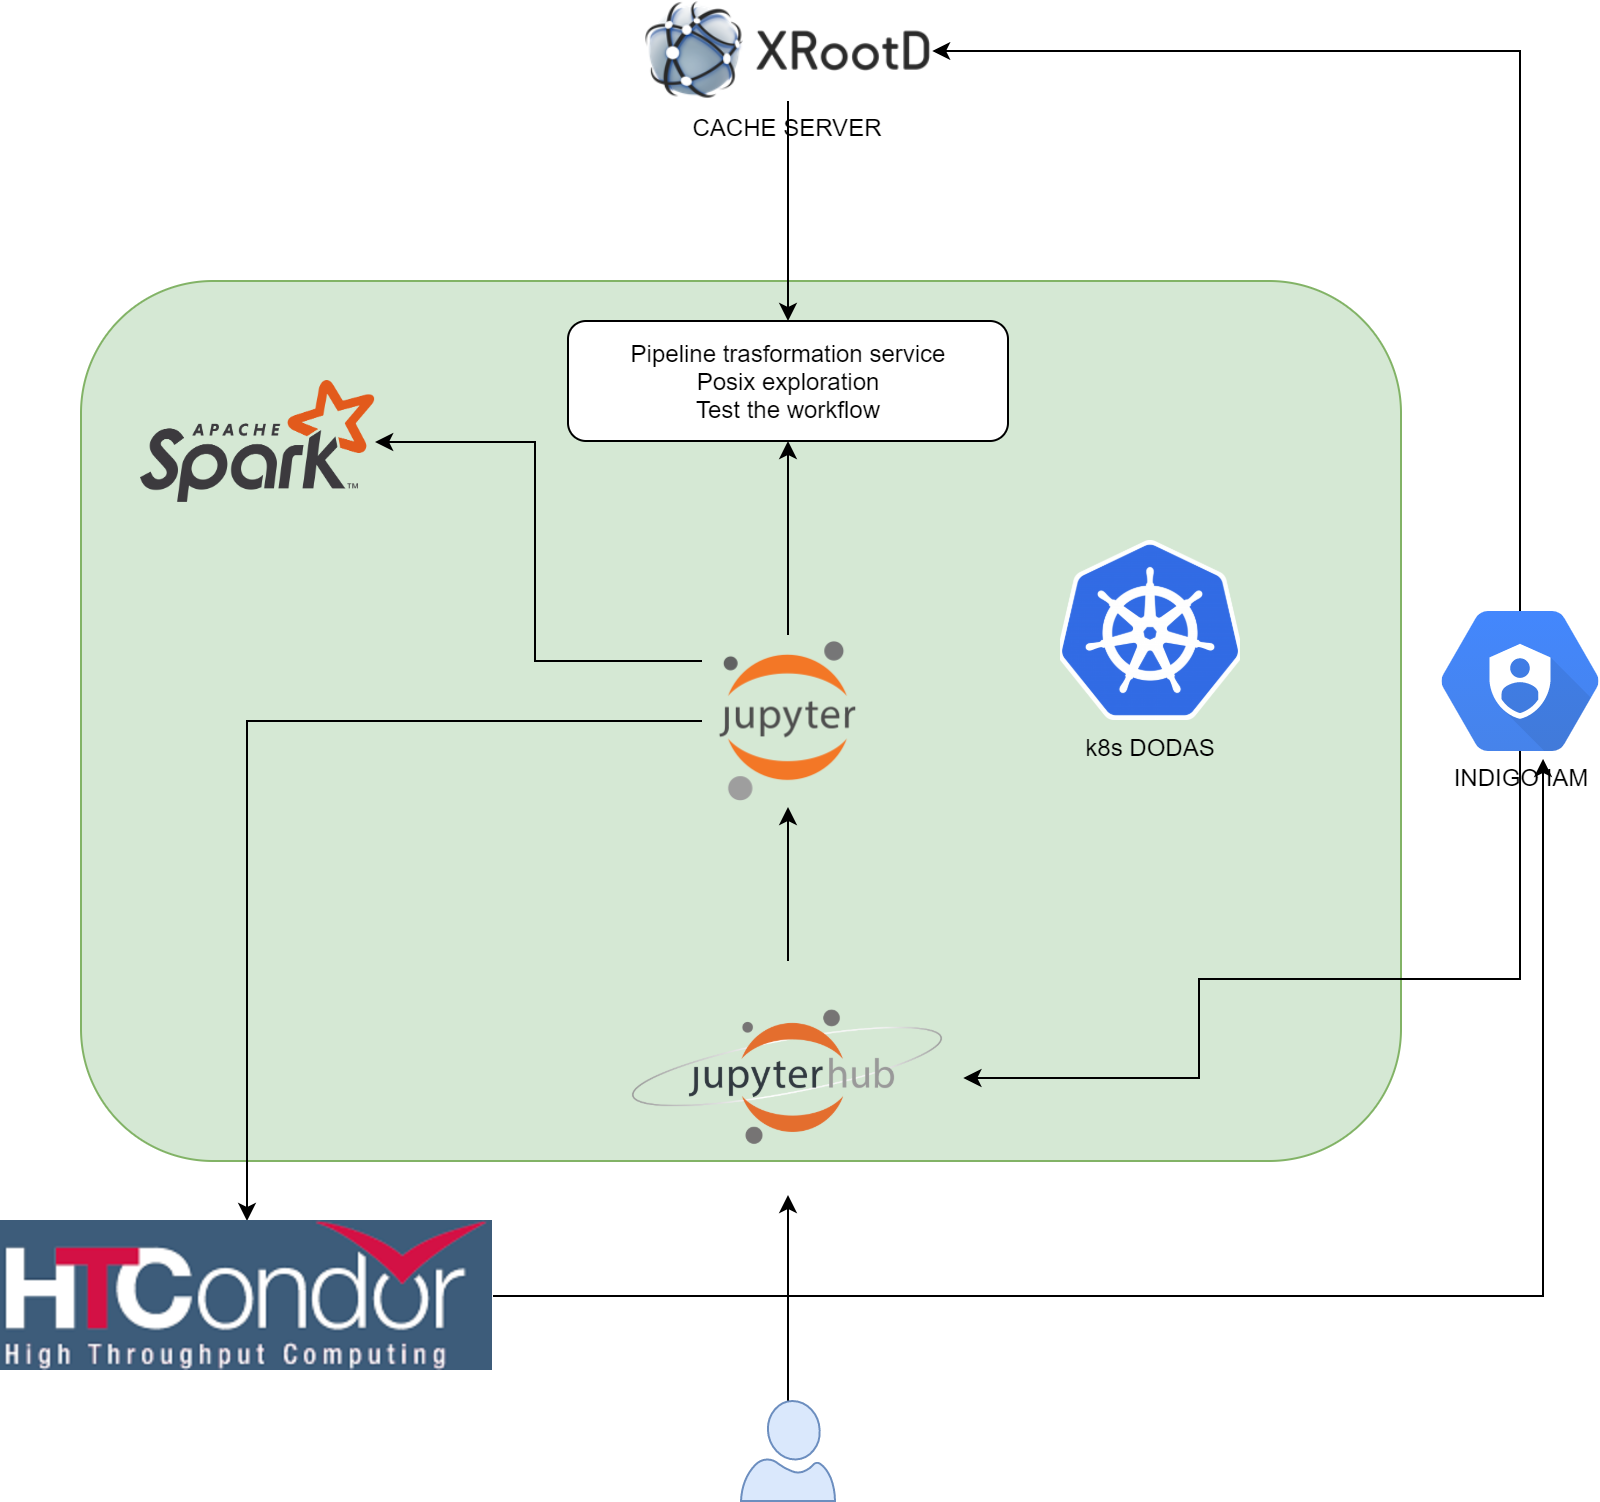 XRootD
CACHE SERVER
Pipeline trasformation service
Posix exploration
Test the workflow
APACHE
Spark™
jupyter
k8s DODAS
INDIGO IAM
jupyterhub
HTCondor
High Throughput Computing